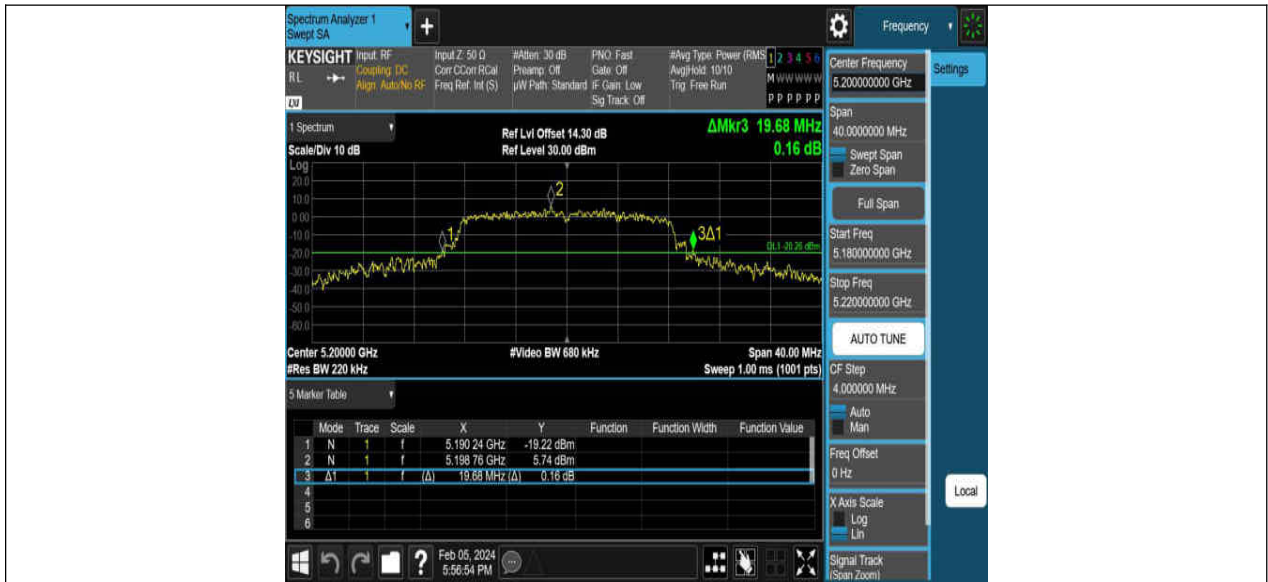 Spectrum Analyzer 1
Swept SA
+
Frequency
KEYSIGHT
RL
Input: RF
Coupling: DC
Align: Auto/No RF
Input Z: 50 Ω
Corr CCorr RCal
Freq Ref: Int (S)
#Atten: 30 dB
Preamp: Off
µW Path: Standard
PNO: Fast
Gate: Off
IF Gain: Low
Sig Track: Off
#Avg Type: Power (RMS
Avg|Hold: 10/10
Trig: Free Run
1 2 3 4 5 6
M W W W W W
P P P P P P
1 Spectrum
Scale/Div 10 dB
Ref Lvl Offset 14.30 dB
Ref Level 30.00 dBm
ΔMkr3 19.68 MHz
0.16 dB
Log
20.0
10.0
0.00
-10.0
-20.0
-30.0
-40.0
-50.0
-60.0
1
2
3Δ1
DL1 -20.26 dBm
Center 5.20000 GHz
#Res BW 220 kHz
#Video BW 680 kHz
Span 40.00 MHz
Sweep 1.00 ms (1001 pts)
5 Marker Table
Mode Trace Scale X Y Function Function Width Function Value
1 N 1 f 5.190 24 GHz -19.22 dBm
2 N 1 f 5.198 76 GHz 5.74 dBm
3 Δ1 1 f (Δ) 19.68 MHz (Δ) 0.16 dB
4
5
6
?
Feb 05, 2024
5:56:54 PM
Center Frequency
5.200000000 GHz
Span
40.0000000 MHz
Swept Span
Zero Span
Full Span
Start Freq
5.180000000 GHz
Stop Freq
5.220000000 GHz
AUTO TUNE
CF Step
4.000000 MHz
Auto
Man
Freq Offset
0 Hz
X Axis Scale
Log
Lin
Signal Track
(Span Zoom)
Settings
Local